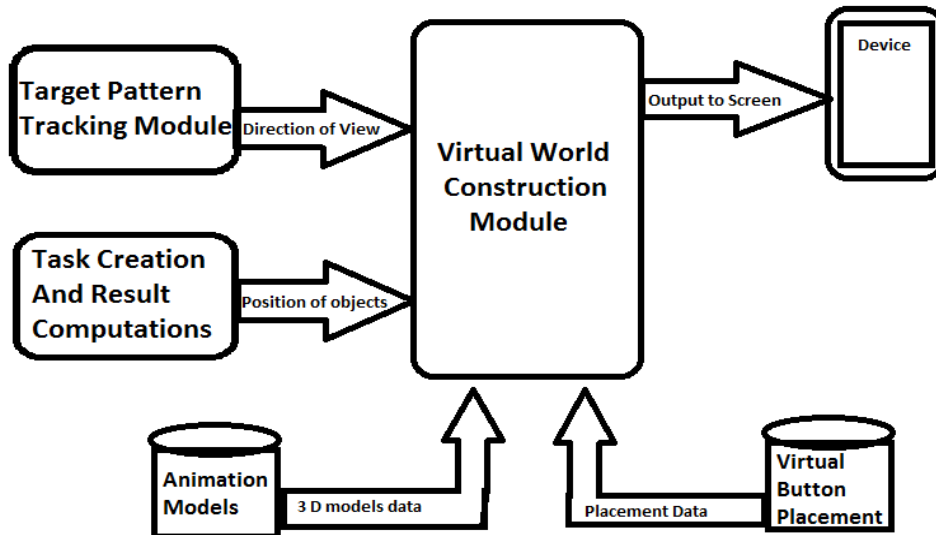 Target Pattern
Tracking Module
Direction of View
Virtual World
Construction
Module
Output to Screen
Device
Task Creation
And Result
Computations
Position of objects
Animation
Models
3 D models data
Placement Data
Virtual
Button
Placement